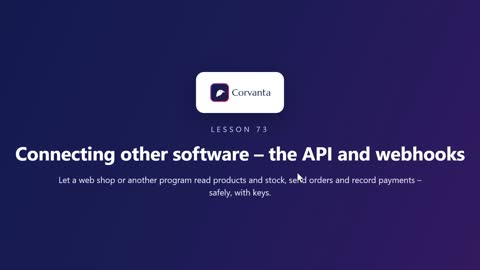 Corvanta
LESSON 73
Connecting other software – the API and webhooks
Let a web shop or another program read products and stock, send orders and record payments –
safely, with keys.